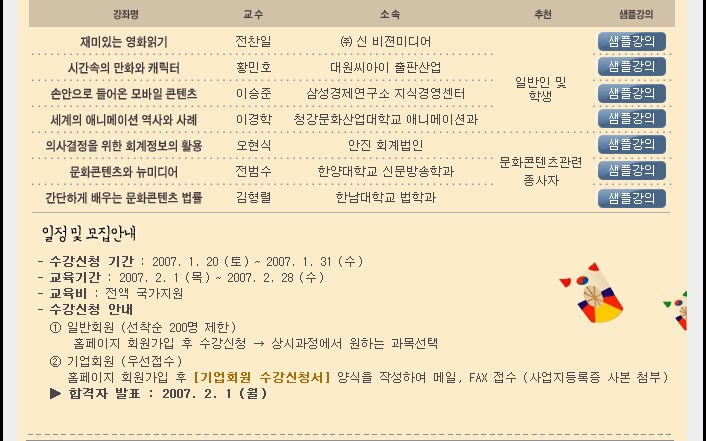 강좌명 교 수 소 속 추천 샘플강의
재미있는 영화읽기 전찬일 ㈜ 신 비젼미디어 샘플강의
시간속의 만화와 캐릭터 황민호 대원씨아이 출판산업 샘플강의
일반인 및
학생
손안으로 들어온 모바일 콘텐츠 이승준 삼성경제연구소 지식경영센터 샘플강의
세계의 애니메이션 역사와 사례 이경학 청강문화산업대학교 애니메이션과 샘플강의
의사결정을 위한 회계정보의 활용 오현식 안진 회계법인 샘플강의
문화콘텐츠관련
종사자
문화콘텐츠와 뉴미디어 전범수 한양대학교 신문방송학과 샘플강의
간단하게 배우는 문화콘텐츠 법률 김형렬 한남대학교 법학과 샘플강의
일정 및 모집안내
- 수강신청 기간 : 2007. 1. 20 (토) ~ 2007. 1. 31 (수)
- 교육기간 : 2007. 2. 1 (목) ~ 2007. 2. 28 (수)
- 교육비 : 전액 국가지원
- 수강신청 안내
① 일반회원 (선착순 200명 제한)
홈페이지 회원가입 후 수강신청 → 상시과정에서 원하는 과목선택
② 기업회원 (우선접수)
홈페이지 회원가입 후 [기업회원 수강신청서] 양식을 작성하여 메일, FAX 접수 (사업자등록증 사본 첨부)
▶ 합격자 발표 : 2007. 2. 1 (월)